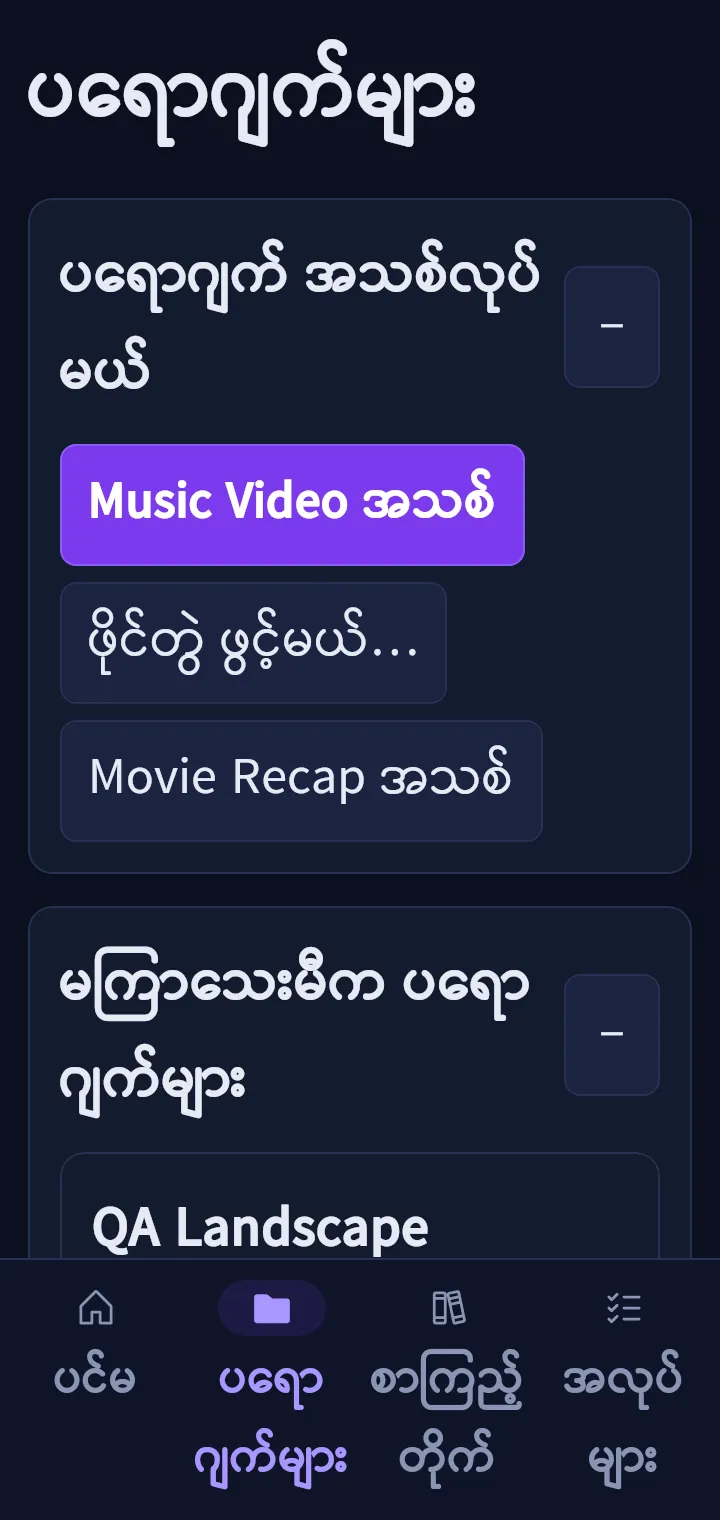 ပရောဂျက်များ
ပရောဂျက် အသစ်လုပ်
မယ်
−
Music Video အသစ်
ဖိုင်တွဲ ဖွင့်မယ်…
Movie Recap အသစ်
မကြာသေးမီက ပရော
ဂျက်များ
−
QA Landscape
ပင်မ
ပရော
ဂျက်များ
စာကြည့်
တိုက်
အလုပ်
များ